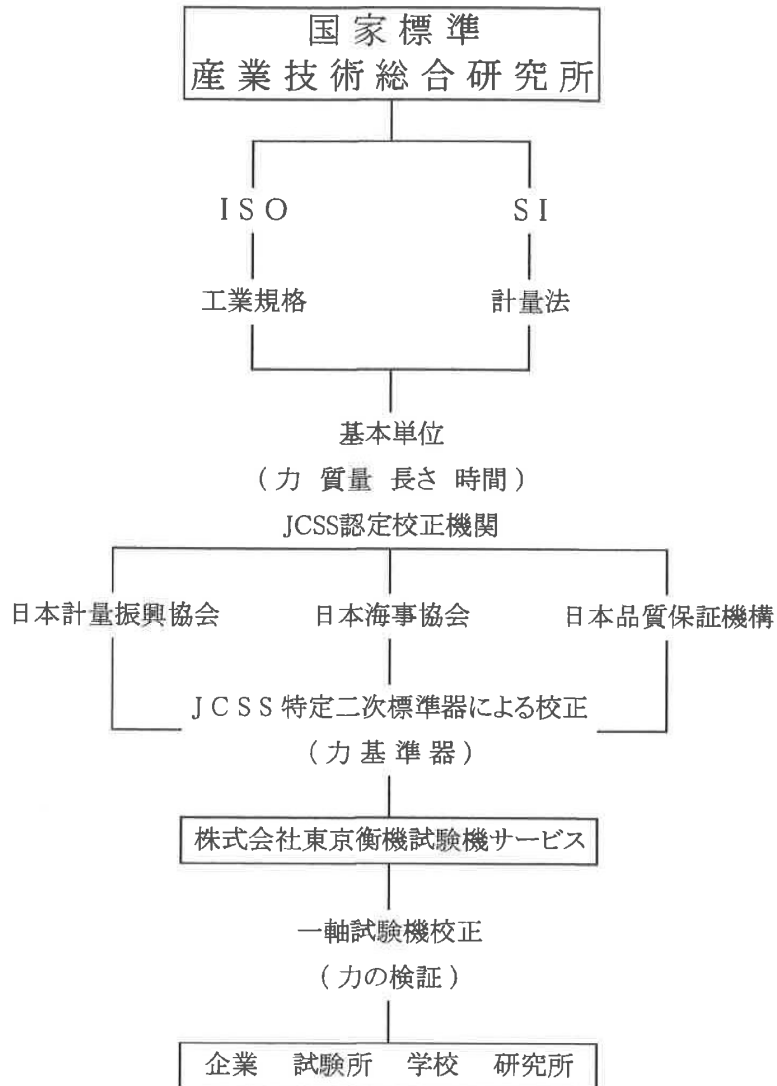 国家標準
産業技術総合研究所
ISO SI
工業規格 計量法
基本単位
(力 質量 長さ 時間)
JCSS認定校正機関
日本計量振興協会 日本海事協会 日本品質保証機構
JCSS特定二次標準器による校正
(力基準器)
株式会社東京衡機試験機サービス
一軸試験機校正
(力の検証)
企業 試験所 学校 研究所